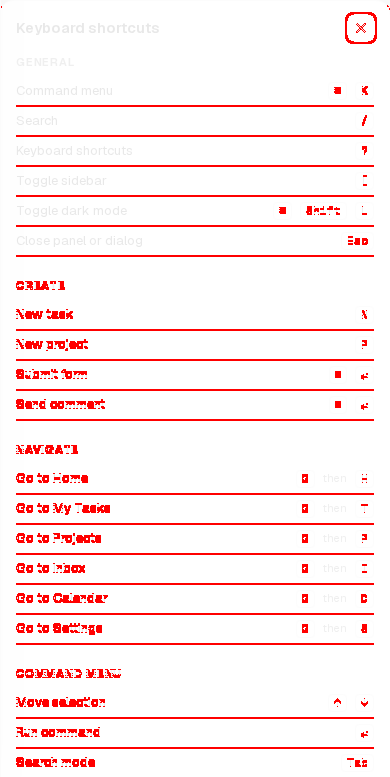 Keyboard shortcuts
GENERAL
Command menu K
Search /
Keyboard shortcuts ?
Toggle sidebar
Toggle dark mode Shift
Close panel or dialog Esc
CREATE
New task N
New project P
Submit form ↵
Send comment ↵
NAVIGATE
Go to Home G then H
Go to My Tasks G then T
Go to Projects G then P
Go to Inbox G then I
Go to Calendar G then C
Go to Settings G then S
COMMAND MENU
Move selection ↑ ↓
Run command ↵
Search mode Tab